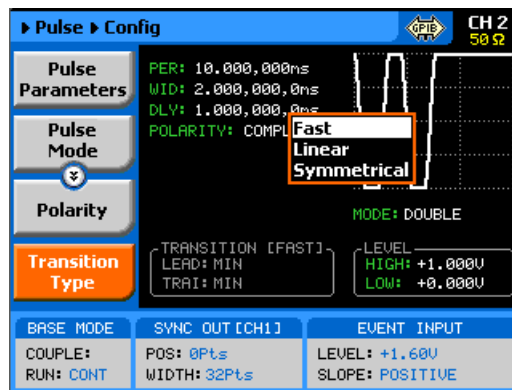 Pulse Config
GPIB
CH 2
50 Ω
Pulse Parameters
Pulse Mode
Polarity
Transition Type
PER: 10.000,000ms
WID: 2.000,000,0ms
DLY: 1.000,000,0ms
POLARITY: COMPL
Fast
Linear
Symmetrical
MODE: DOUBLE
TRANSITION [FAST]
LEAD: MIN
TRAI: MIN
LEVEL
HIGH: +1.000V
LOW: +0.000V
BASE MODE
COUPLE:
RUN: CONT
SYNC OUT [CH1]
POS: 0Pts
WIDTH: 32Pts
EVENT INPUT
LEVEL: +1.60V
SLOPE: POSITIVE